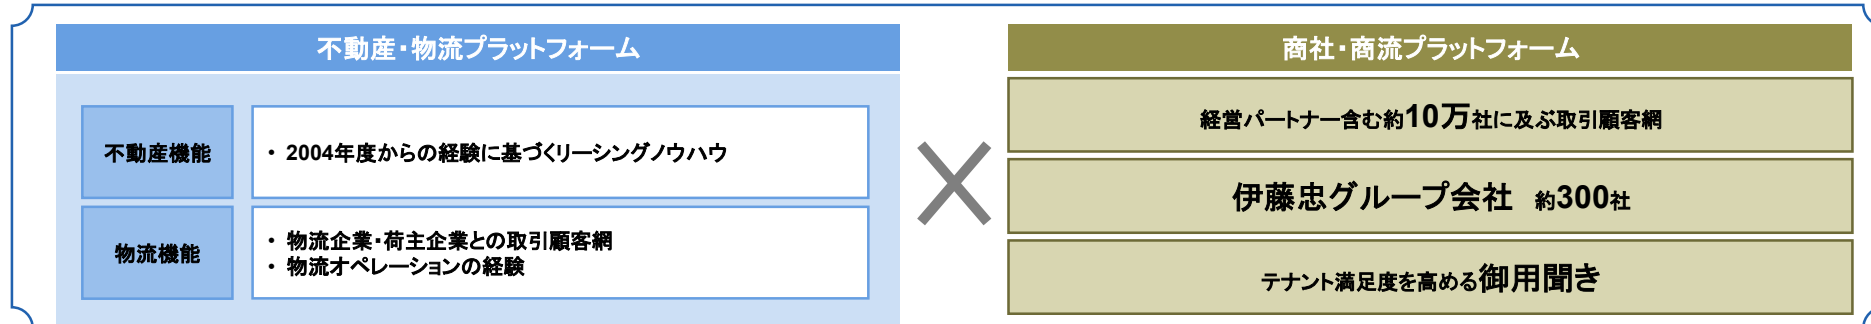 不動産・物流プラットフォーム
不動産機能
・ 2004年度からの経験に基づくリーシングノウハウ
物流機能
・ 物流企業・荷主企業との取引顧客網
・ 物流オペレーションの経験
商社・商流プラットフォーム
経営パートナー含む約10万社に及ぶ取引顧客網
伊藤忠グループ会社 約300社
テナント満足度を高める御用聞き